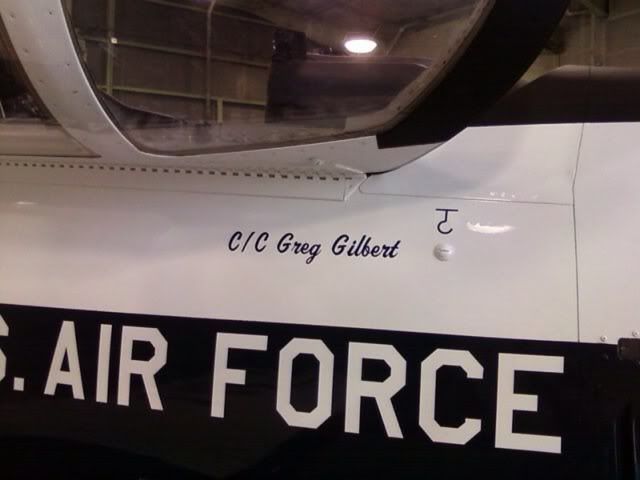 C/C Greg Gilbert
S. AIR FORCE